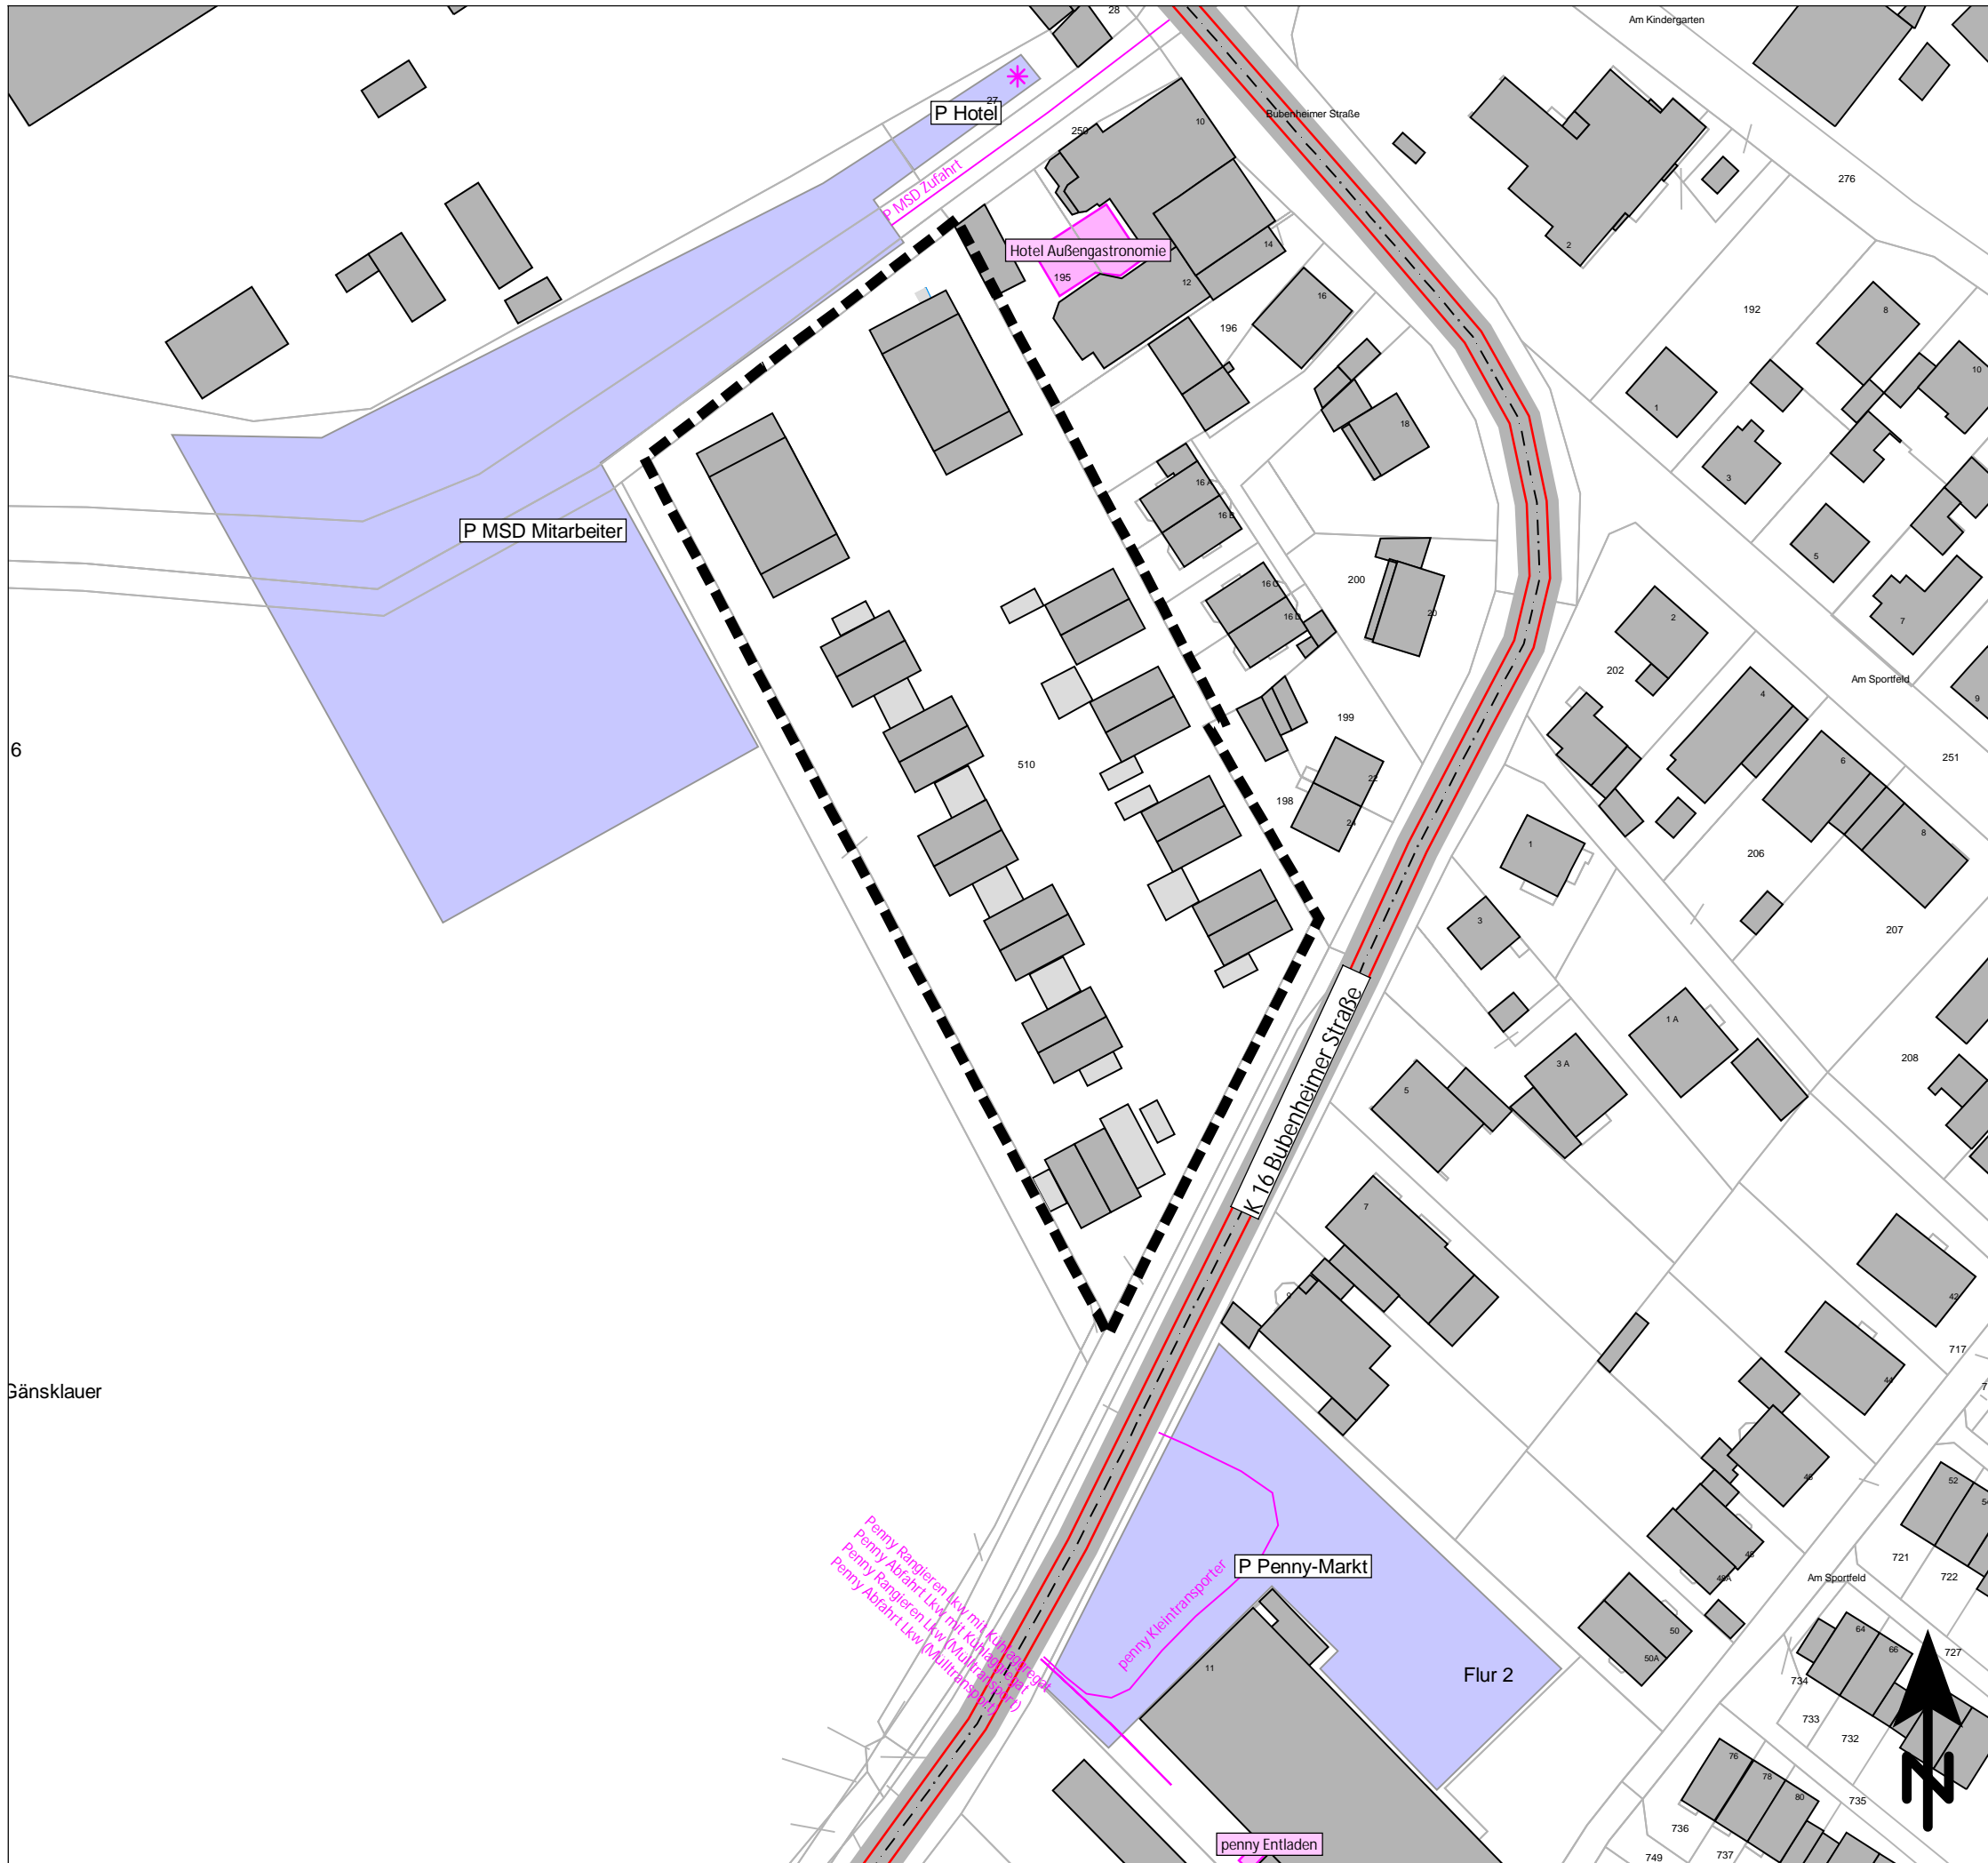 28
Am Kindergarten
27
P Hotel
Bubenheimer Straße
10
250
P MSD Zufahrt
276
2
Hotel Außengastronomie
195
14
12
16
196
192
8
10
1
18
3
16 A
16 B
P MSD Mitarbeiter
5
200
16 C
16 D
20
2
7
202
Am Sportfeld
4
9
199
6
510
22
198
24
251
6
8
1
206
3
207
K 16 Bubenheimer Straße
1 A
208
3 A
5
7
9
42
717
44
7
Gänsklauer
46
52
54
Penny Rangieren Lkw mit Kühlaggregat
Penny Abfahrt Lkw mit Kühlaggregat
Penny Rangieren Lkw (Mülltransport)
Penny Abfahrt Lkw (Mülltransport)
penny Kleintransporter
P Penny-Markt
48
48A
721
722
Am Sportfeld
50
50A
64
66
727
11
Flur 2
734
733
732
76
78
80
735
736
737
749
penny Entladen
N